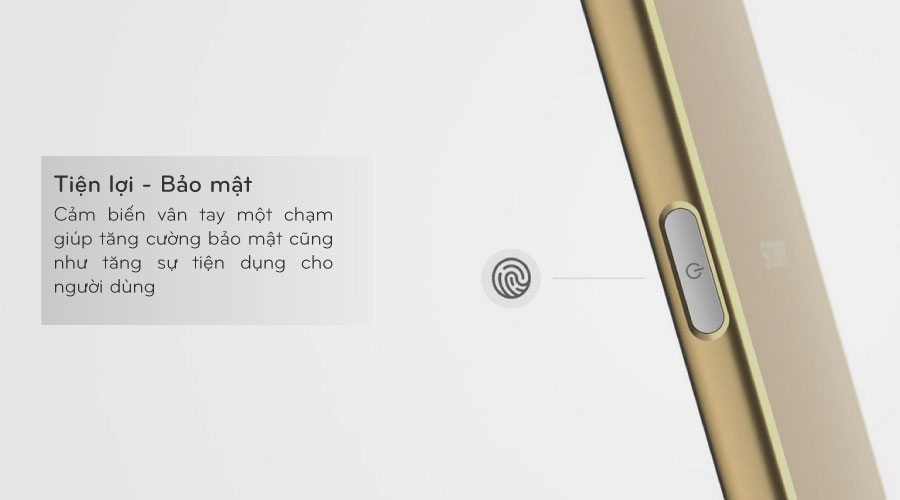 Tiện lợi - Bảo mật
Cảm biến vân tay một chạm
giúp tăng cường bảo mật cũng
như tăng sự tiện dụng cho
người dùng
SONY